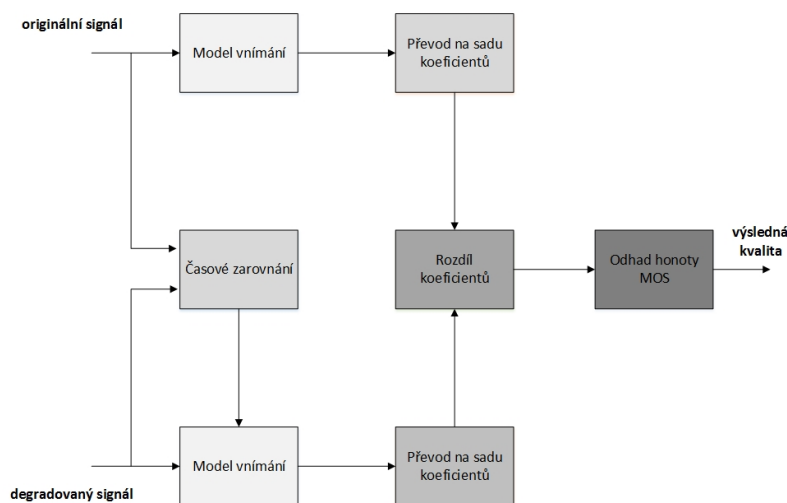 originální signál
Model vnímání
Převod na sadu
koeficientů
Časové zarovnání
Rozdíl
koeficientů
Odhad honoty
MOS
výsledná
kvalita
degradovaný signál
Model vnímání
Převod na sadu
koeficientů